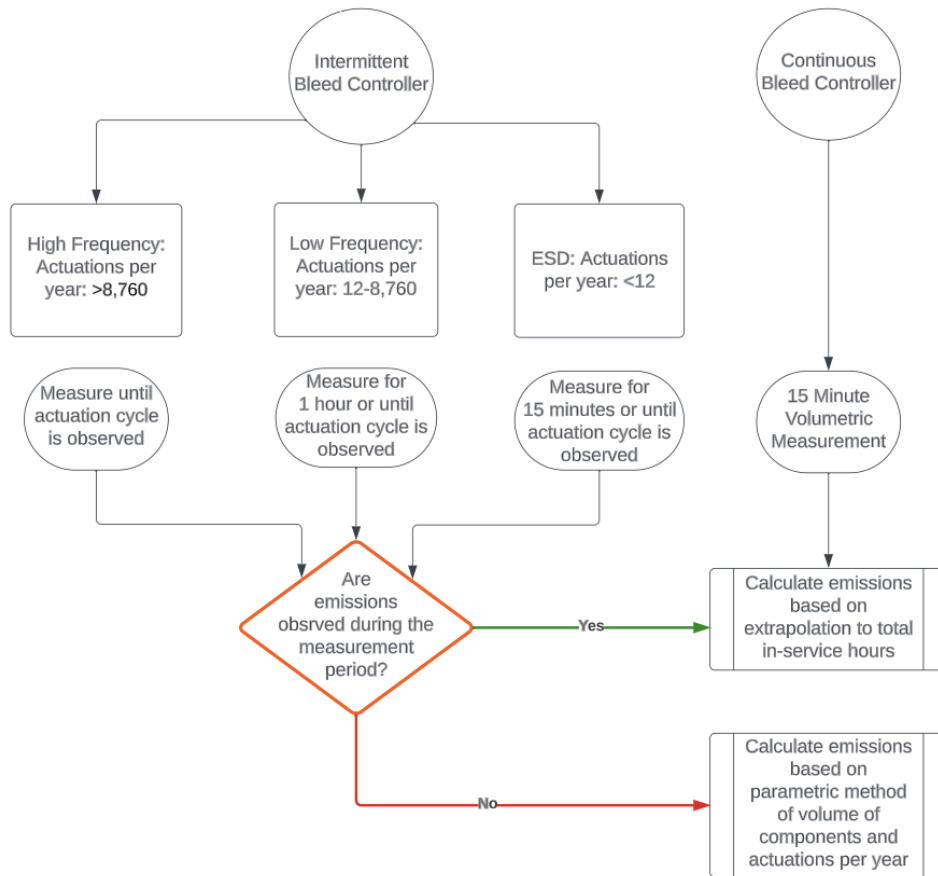 Intermittent
Bleed Controller
Continuous
Bleed Controller
High Frequency:
Actuations per
year: >8,760
Low Frequency:
Actuations per
year: 12-8,760
ESD: Actuations
per year: <12
Measure until
actuation cycle
is observed
Measure for
1 hour or until
actuation cycle is
observed
Measure for
15 minutes or until
actuation cycle is
observed
15 Minute
Volumetric
Measurement
Are
emissions
obsrved during the
measurement
period?
Yes
Calculate emissions
based on
extrapolation to total
in-service hours
No
Calculate emissions
based on
parametric method
of volume of
components and
actuations per year